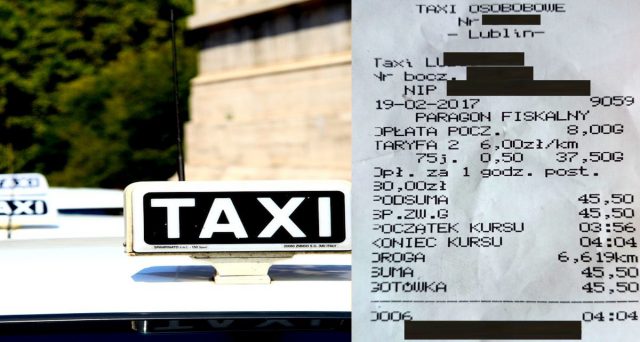 TAXI
TAXI
TAXI OSOBOBOWE
Nr
- Lublin-
Taxi LU
Nr bocz.
NIP
19-02-2017 9059
PARAGON FISKALNY
OPŁATA POCZ. 8,00G
TARYFA 2 6,00zł/km
75j. 0,50 37,50G
Opł. za 1 godz. post.
30,00zł
PODSUMA 45,50
SP.ZW.G 45,50
POCZĄTEK KURSU 03:56
KONIEC KURSU 04:04
DROGA 6,619km
SUMA 45,50
GOTÓWKA 45,50
0006 04:04